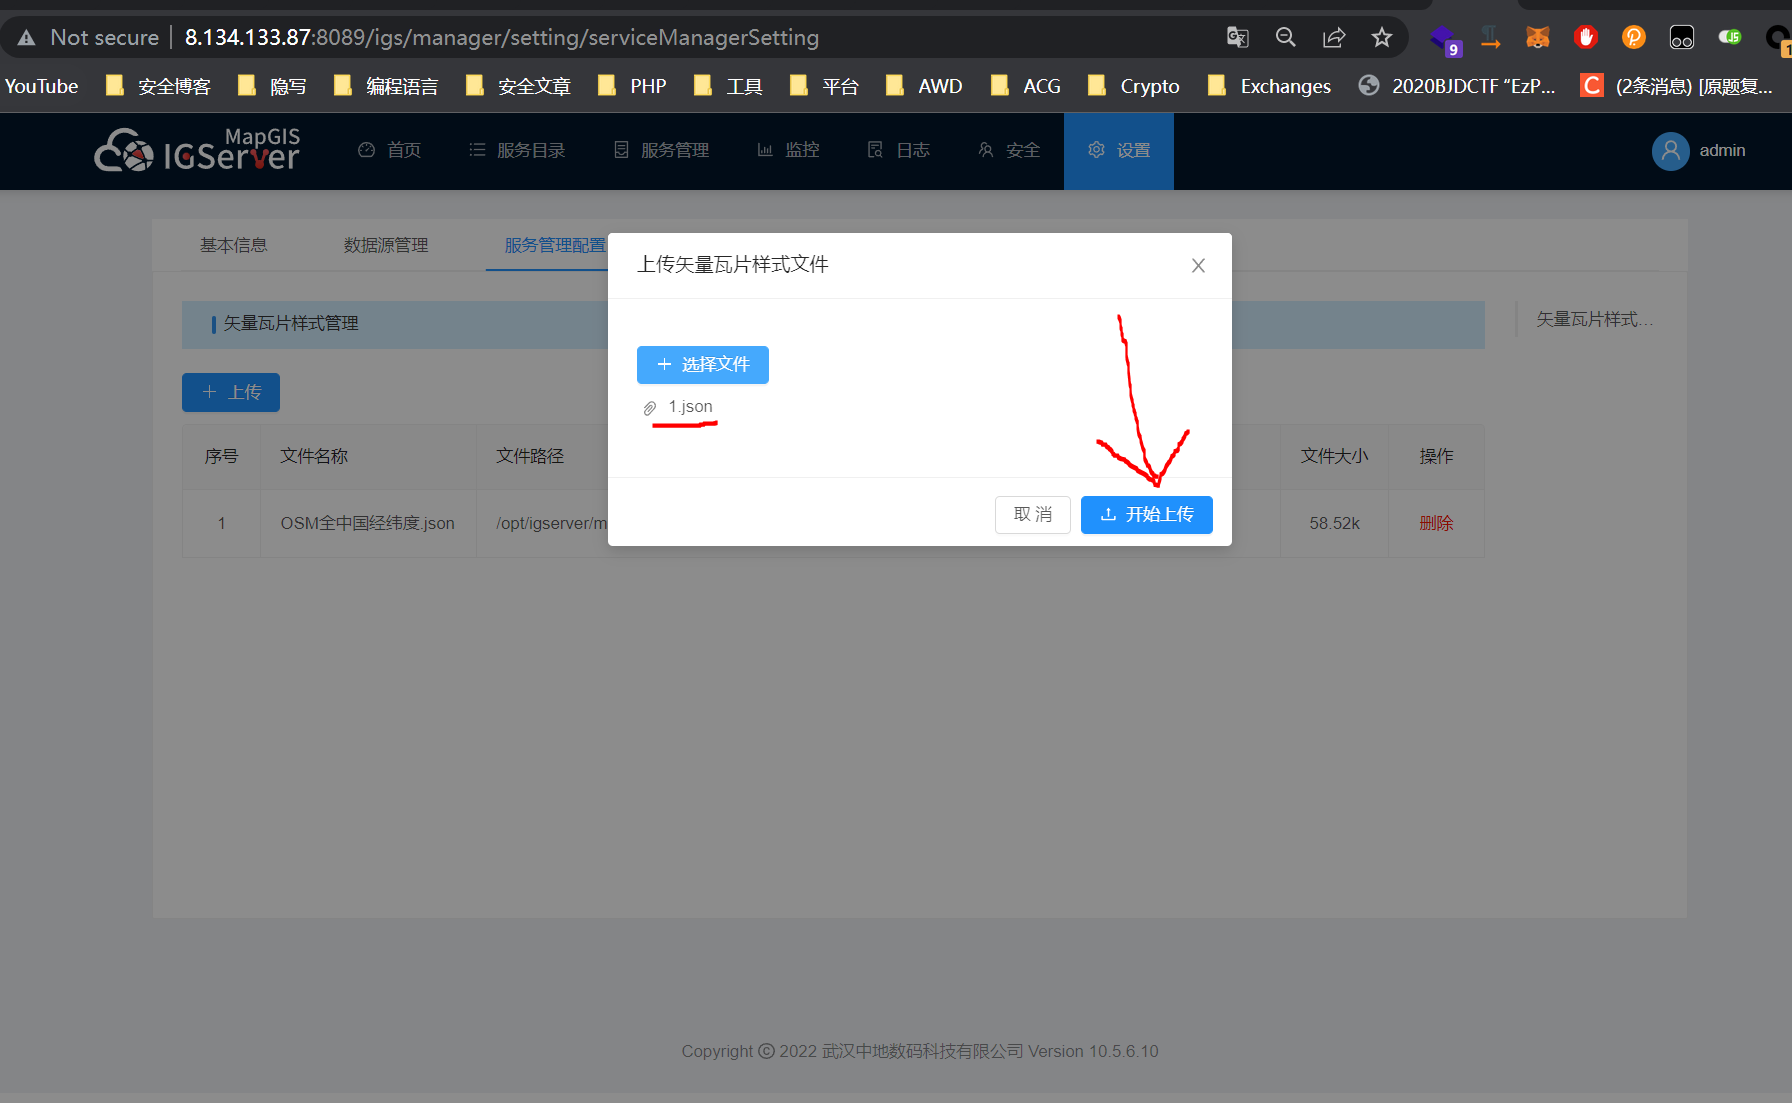 Not secure 8.134.133.87:8089/igs/manager/setting/serviceManagerSetting
9
JS
1
YouTube 安全博客 隐写 编程语言 安全文章 PHP 工具 平台 AWD ACG Crypto Exchanges 2020BJDCTF “EzP... (2条消息) [原题复...
MapGIS
IGServer 首页 服务目录 服务管理 监控 日志 安全 设置 admin
基本信息 数据源管理 服务管理配置
上传矢量瓦片样式文件
矢量瓦片样式管理
矢量瓦片样式...
+ 选择文件
1.json
+ 上传
序号 文件名称 文件路径 文件大小 操作
1 OSM全中国经纬度.json /opt/igserver/m 58.52k 删除
取 消 开始上传
Copyright © 2022 武汉中地数码科技有限公司 Version 10.5.6.10